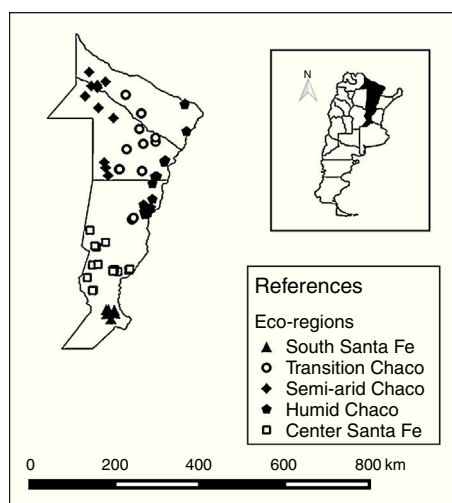 N
References
Eco-regions
South Santa Fe
Transition Chaco
Semi-arid Chaco
Humid Chaco
Center Santa Fe
0 200 400 600 800 km